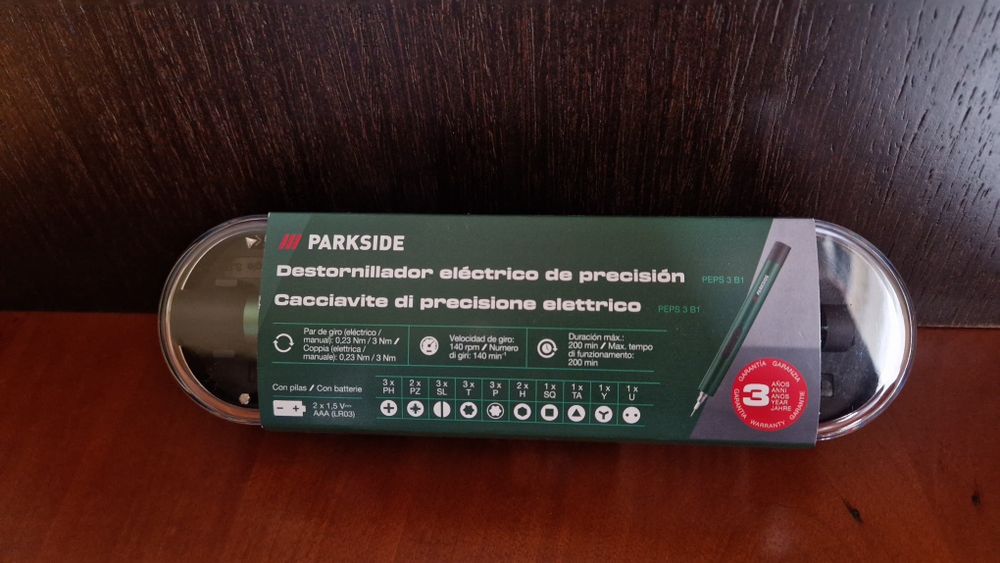 PARKSIDE
Destornillador eléctrico de precisión PEPS 3 B1
Cacciavite di precisione elettrico PEPS 3 B1
Par de giro (eléctrico /
manual): 0,23 Nm / 3 Nm /
Coppia (elettrica /
manuale): 0,23 Nm / 3 Nm
Velocidad de giro:
140 rpm / Numero
di giri: 140 min⁻¹
Duración máx.:
200 min / Max. tempo
di funzionamento:
200 min
Con pilas / Con batterie
2 x 1,5 V
AAA (LR03)
3 x 2 x 3 x 3 x 3 x 2 x 1 x 1 x 1 x 1 x
PH PZ SL T P H SQ TA Y U
PARKSIDE
GARANTÍA GARANZIA
3 AÑOS
ANNI
ANOS
YEAR
JAHRE
GARANTIA WARRANTY GARANTIE